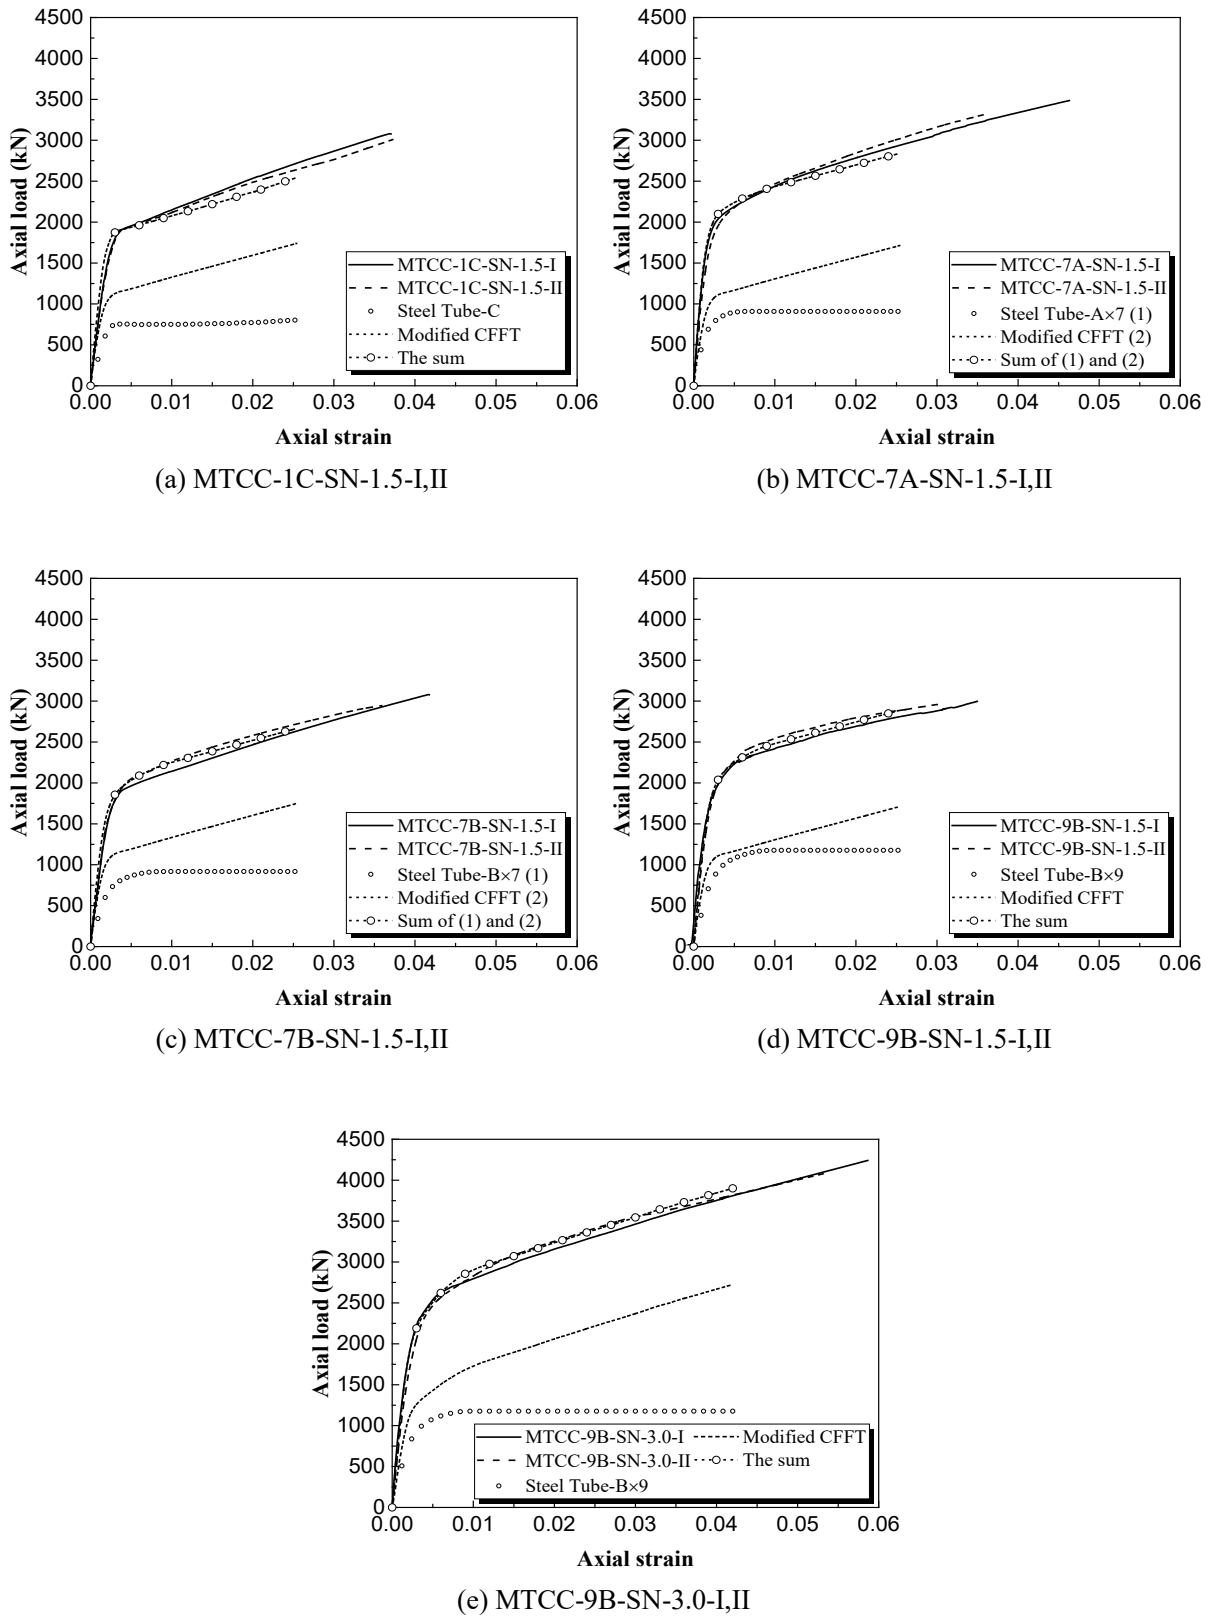 4500
4000
3500
3000
2500
2000
1500
1000
500
0
Axial load (kN)
MTCC-1C-SN-1.5-I
MTCC-1C-SN-1.5-II
Steel Tube-C
Modified CFFT
The sum
0.00 0.01 0.02 0.03 0.04 0.05 0.06
Axial strain
(a) MTCC-1C-SN-1.5-I,II
4500
4000
3500
3000
2500
2000
1500
1000
500
0
Axial load (kN)
MTCC-7A-SN-1.5-I
MTCC-7A-SN-1.5-II
Steel Tube-A×7 (1)
Modified CFFT (2)
Sum of (1) and (2)
0.00 0.01 0.02 0.03 0.04 0.05 0.06
Axial strain
(b) MTCC-7A-SN-1.5-I,II
4500
4000
3500
3000
2500
2000
1500
1000
500
0
Axial load (kN)
MTCC-7B-SN-1.5-I
MTCC-7B-SN-1.5-II
Steel Tube-B×7 (1)
Modified CFFT (2)
Sum of (1) and (2)
0.00 0.01 0.02 0.03 0.04 0.05 0.06
Axial strain
(c) MTCC-7B-SN-1.5-I,II
4500
4000
3500
3000
2500
2000
1500
1000
500
0
Axial load (kN)
MTCC-9B-SN-1.5-I
MTCC-9B-SN-1.5-II
Steel Tube-B×9
Modified CFFT
The sum
0.00 0.01 0.02 0.03 0.04 0.05 0.06
Axial strain
(d) MTCC-9B-SN-1.5-I,II
4500
4000
3500
3000
2500
2000
1500
1000
500
0
Axial load (kN)
MTCC-9B-SN-3.0-I Modified CFFT
MTCC-9B-SN-3.0-II The sum
Steel Tube-B×9
0.00 0.01 0.02 0.03 0.04 0.05 0.06
Axial strain
(e) MTCC-9B-SN-3.0-I,II